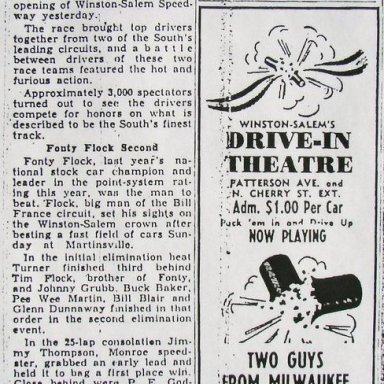 opening of Winston-Salem Speed-
way yesterday.
The race brought top drivers
together from two of the South's
leading circuits, and a battle
between drivers of these two
race teams featured the hot and
furious action.
Approximately 3,000 spectators
turned out to see the drivers
compete for honors on what is
described to be the South's finest
track.
Fonty Flock Second
Fonty Flock, last year's na-
tional stock car champion and
leader in the point-system rat-
ing this year, was the man to
beat. Flock, big man of the Bill
France circuit, set his sights on
the Winston-Salem crown after
besting a fast field of cars Sun-
day at Martinsville.
In the initial elimination heat
Turner finished third behind
Tim Flock, brother of Fonty,
and Johnny Grubb. Buck Baker,
Pee Wee Martin, Bill Blair and
Glenn Dunnaway finished in that
order in the second elimination
event.
In the 25-lap consolation Jim-
my Thompson, Monroe speed-
ster, grabbed an early lead and
held it to bag a first place win.
Close behind were P. E. God-
WINSTON-SALEM'S
DRIVE-IN
THEATRE
PATTERSON AVE. and
N. CHERRY ST. EXT.
Adm. $1.00 Per Car
Puck 'em in and Drive Up
NOW PLAYING
TWO GUYS
FROM MILWAUKEE